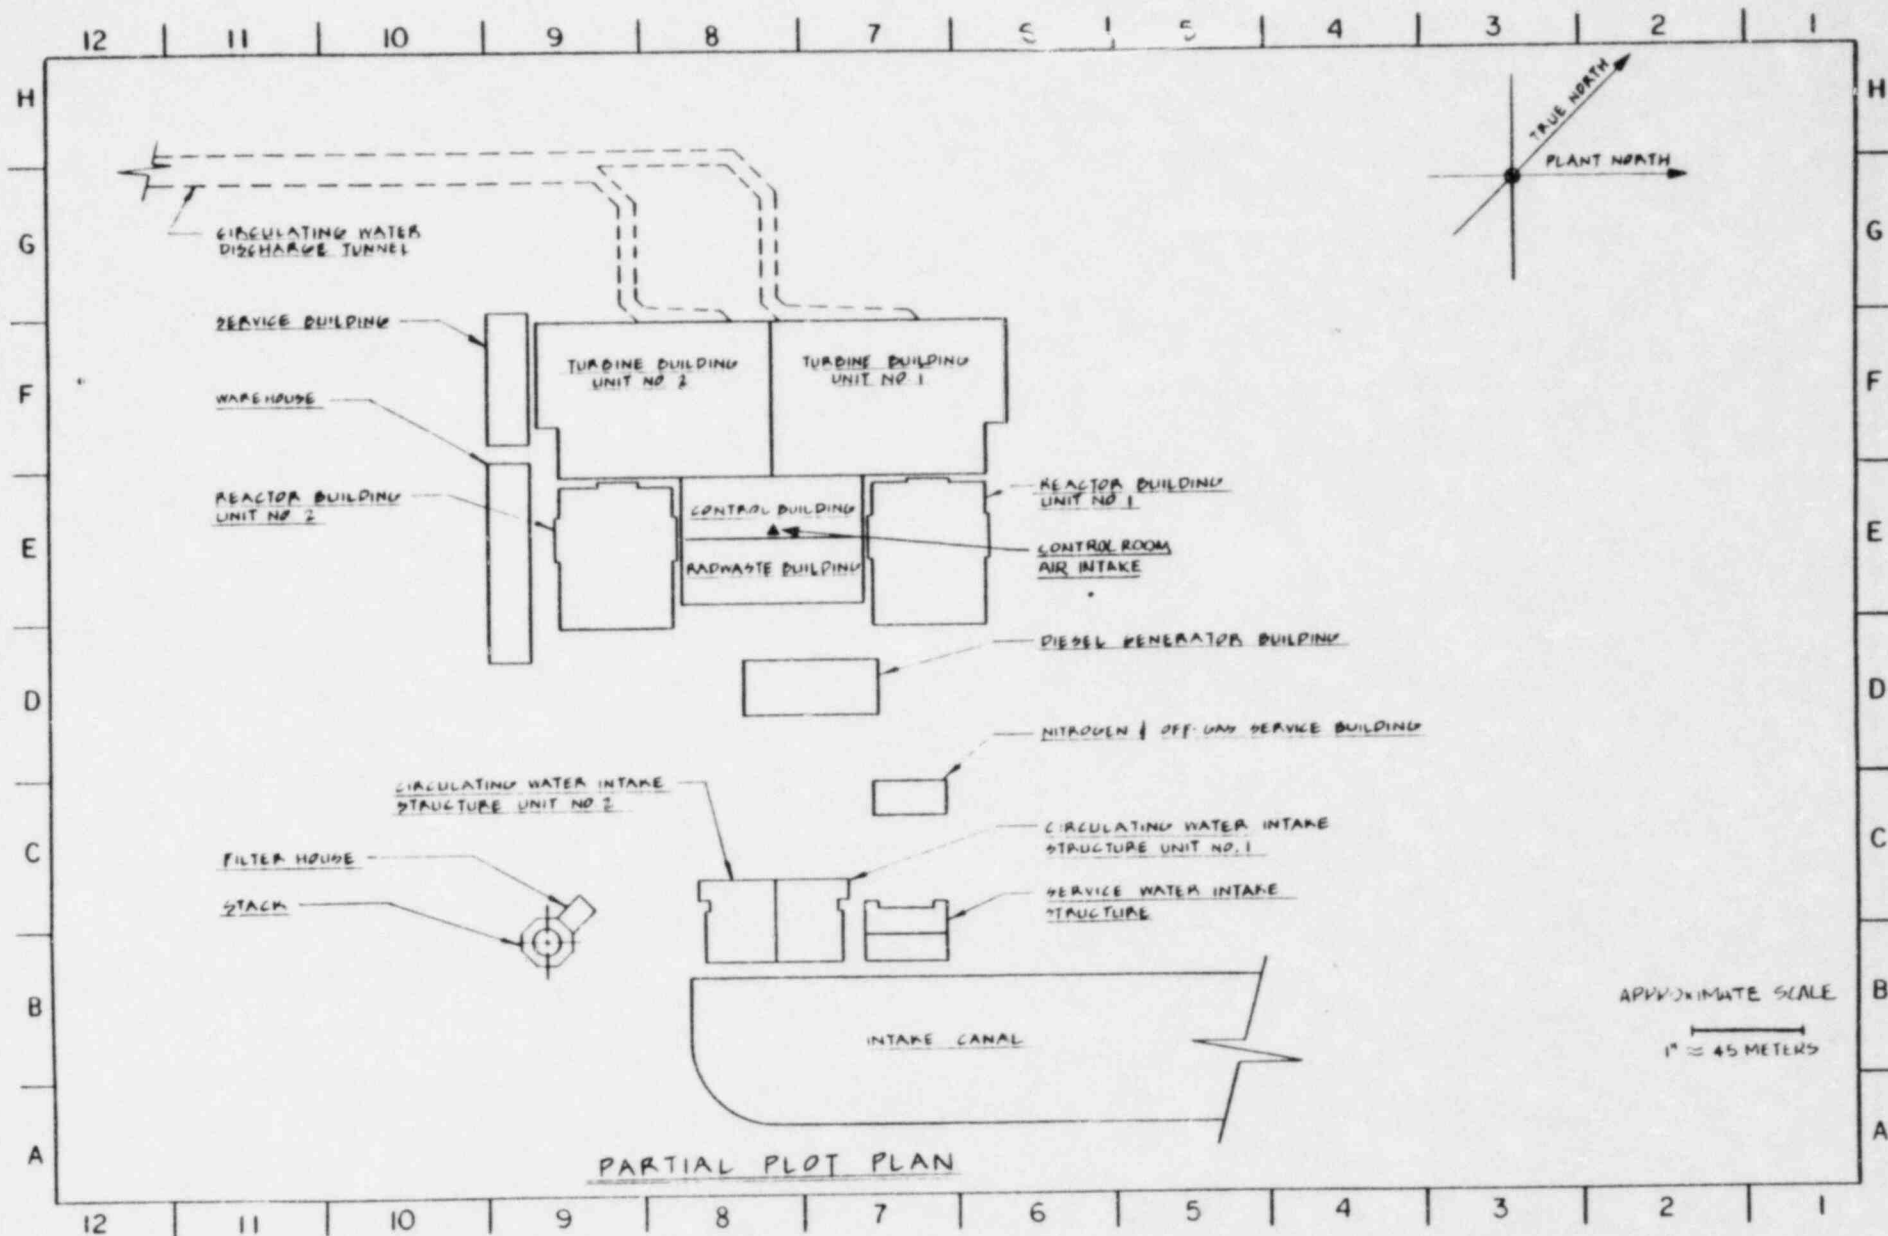 12 11 10 9 8 7 6 5 4 3 2 1
H H
TRUE NORTH
PLANT NORTH
G G
CIRCULATING WATER
DISCHARGE TUNNEL
SERVICE BUILDING
TURBINE BUILDING
UNIT NO 2
TURBINE BUILDING
UNIT NO 1
F F
WAREHOUSE
REACTOR BUILDING
UNIT NO 2
CONTROL BUILDING
REACTOR BUILDING
UNIT NO 1
E E
RADWASTE BUILDING
CONTROL ROOM
AIR INTAKE
DIESEL GENERATOR BUILDING
D D
NITROGEN & OFF-GAS SERVICE BUILDING
CIRCULATING WATER INTAKE
STRUCTURE UNIT NO 2
CIRCULATING WATER INTAKE
STRUCTURE UNIT NO. 1
C C
FILTER HOUSE
STACK
SERVICE WATER INTAKE
STRUCTURE
B B
APPROXIMATE SCALE
1" ≈ 45 METERS
INTAKE CANAL
A A
PARTIAL PLOT PLAN
12 11 10 9 8 7 6 5 4 3 2 1